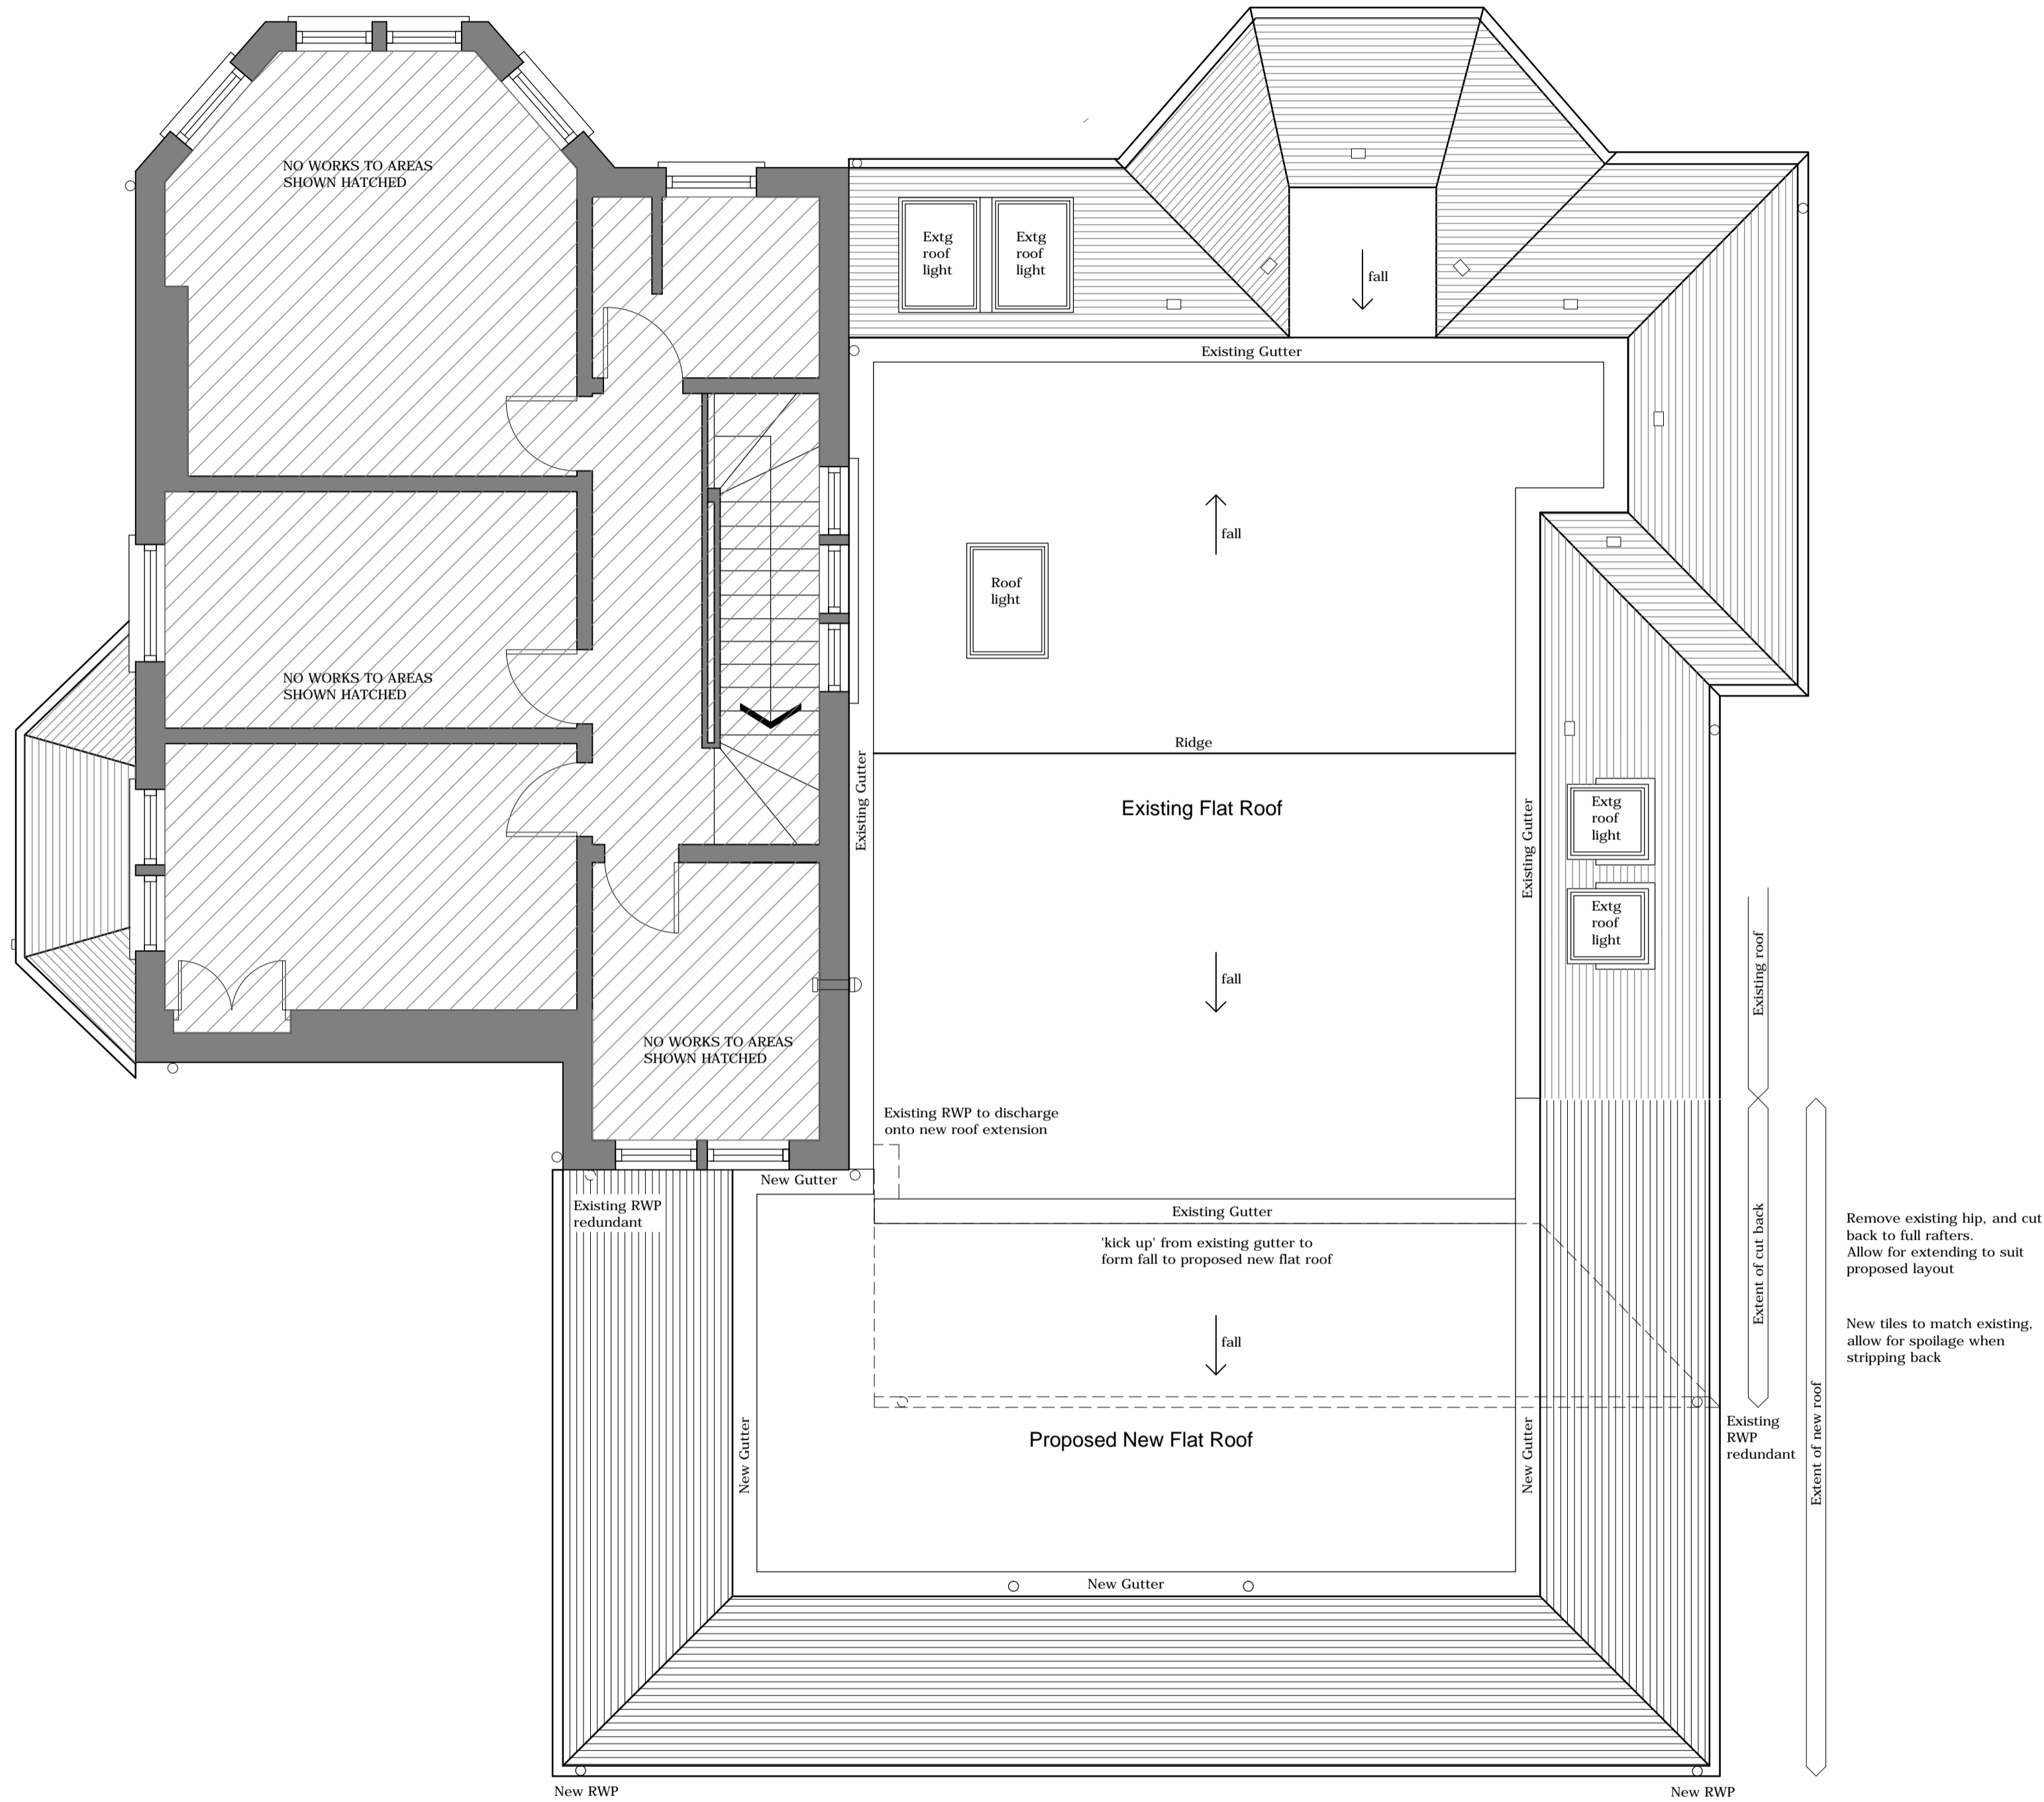 NO WORKS TO AREAS
SHOWN HATCHED
Extg
roof
light
Extg
roof
light
fall
Existing Gutter
fall
Roof
light
NO WORKS TO AREAS
SHOWN HATCHED
Ridge
Existing Flat Roof
Existing Gutter
Existing Gutter
Extg
roof
light
Extg
roof
light
Existing roof
fall
NO WORKS TO AREAS
SHOWN HATCHED
Existing RWP to discharge
onto new roof extension
New Gutter
Existing RWP
redundant
Existing Gutter
'kick up' from existing gutter to
form fall to proposed new flat roof
Extent of cut back
Remove existing hip, and cut
back to full rafters.
Allow for extending to suit
proposed layout
New tiles to match existing,
allow for spoilage when
stripping back
fall
Proposed New Flat Roof
Existing
RWP
redundant
New Gutter
New Gutter
Extent of new roof
New Gutter
New RWP
New RWP